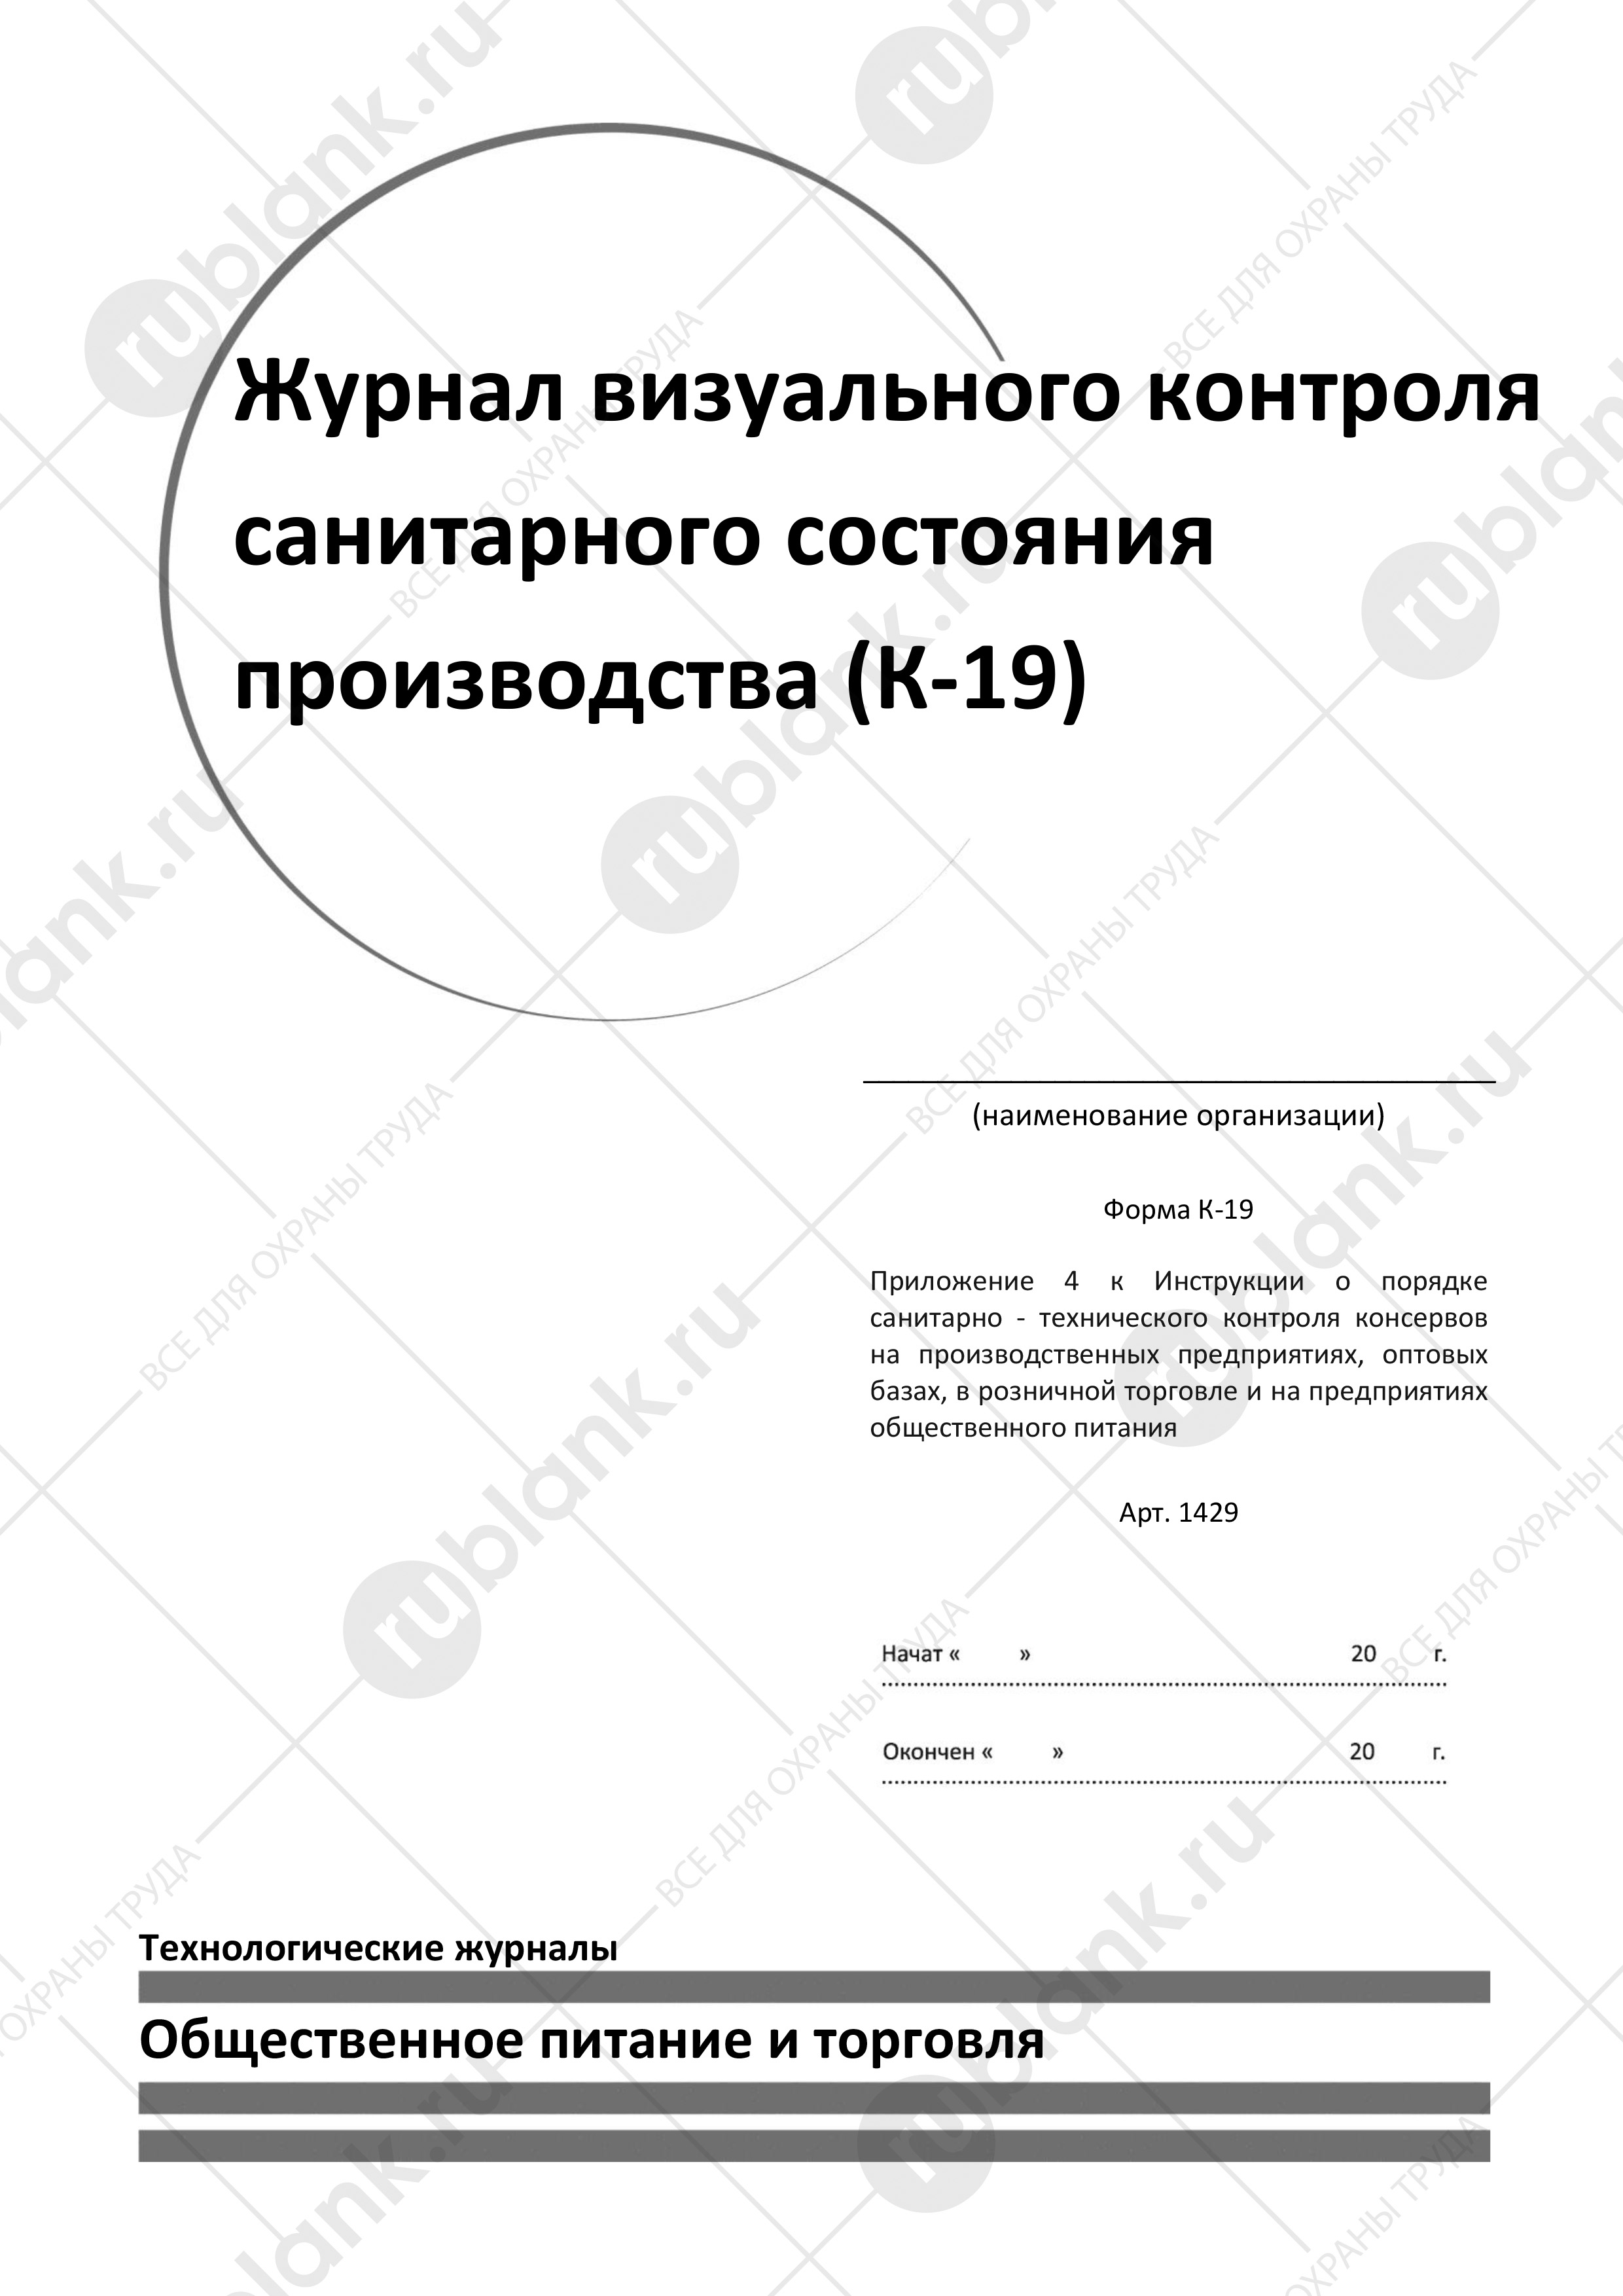 Журнал визуального контроля
санитарного состояния
производства (К-19)
(наименование организации)
Форма К-19
Приложение 4 к Инструкции о порядке
санитарно - технического контроля консервов
на производственных предприятиях, оптовых
базах, в розничной торговле и на предприятиях
общественного питания
Арт. 1429
Начат « » 20 г.
Окончен « » 20 г.
Технологические журналы
Общественное питание и торговля
rublank.ru
ВСЕ ДЛЯ ОХРАНЫ ТРУДА